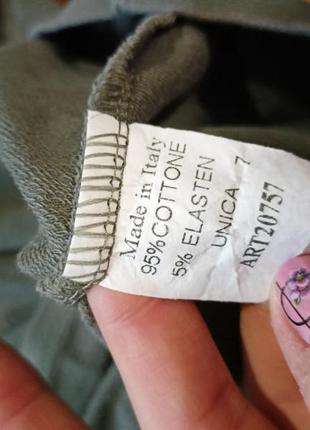 Made in Italy
95%COTTONE
5% ELASTEN
UNICA 7
ART20757